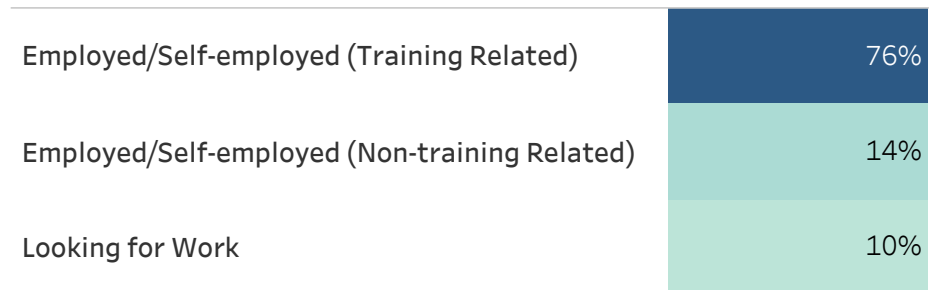 Employed/Self-employed (Training Related) 76%
Employed/Self-employed (Non-training Related) 14%
Looking for Work 10%